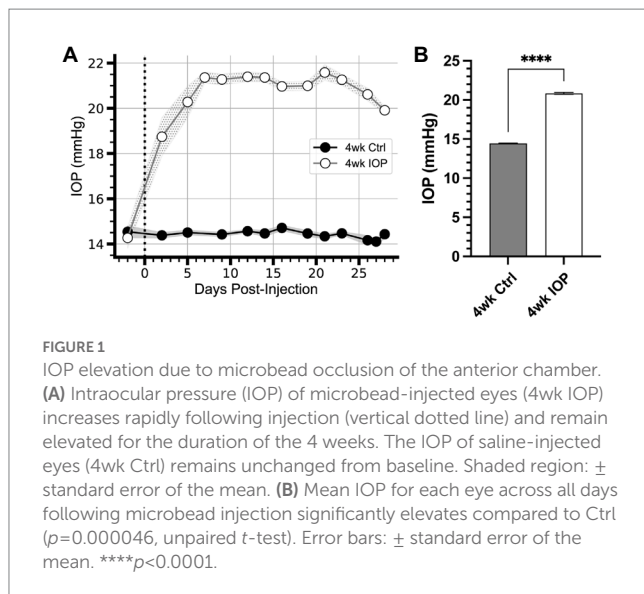 A
22
20
18
16
14
IOP (mmHg)
4wk Ctrl
4wk IOP
0 5 10 15 20 25
Days Post-Injection
B
****
25
20
15
10
5
0
IOP (mmHg)
4wk Ctrl
4wk IOP
FIGURE 1
IOP elevation due to microbead occlusion of the anterior chamber.
(A) Intraocular pressure (IOP) of microbead-injected eyes (4wk IOP)
increases rapidly following injection (vertical dotted line) and remain
elevated for the duration of the 4 weeks. The IOP of saline-injected
eyes (4wk Ctrl) remains unchanged from baseline. Shaded region: ±
standard error of the mean. (B) Mean IOP for each eye across all days
following microbead injection significantly elevates compared to Ctrl
(p=0.000046, unpaired t-test). Error bars: ± standard error of the
mean. ****p<0.0001.